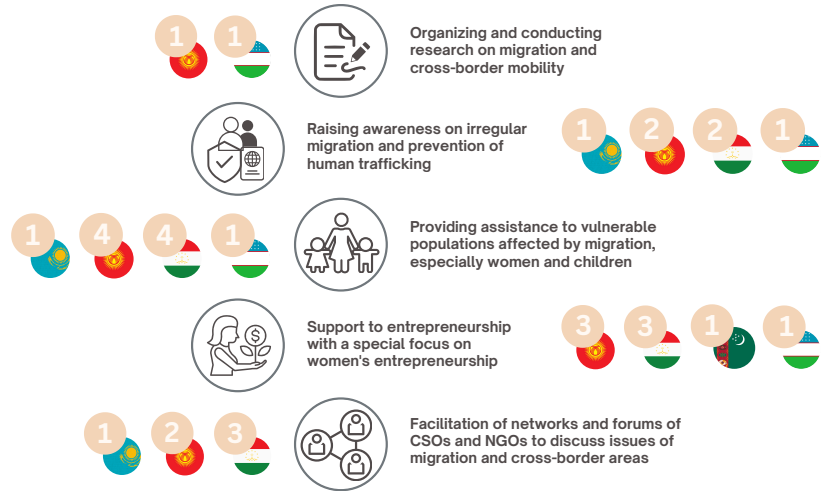 1 1
Organizing and conducting
research on migration and
cross-border mobility
Raising awareness on irregular
migration and prevention of
human trafficking
1 2 2 1
1 4 4 1
Providing assistance to vulnerable
populations affected by migration,
especially women and children
Support to entrepreneurship
with a special focus on
women's entrepreneurship
3 3 1 1
$
1 2 3
Facilitation of networks and forums of
CSOs and NGOs to discuss issues of
migration and cross-border areas